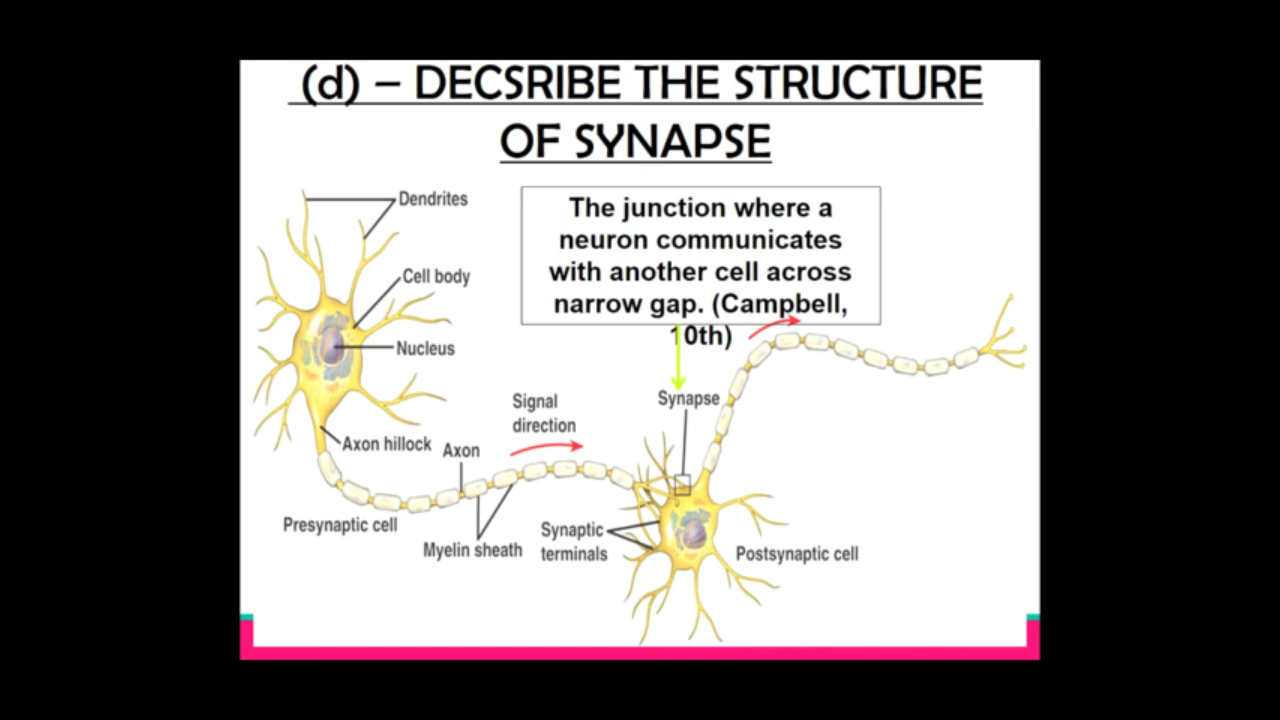 (d) – DECSRIBE THE STRUCTURE
OF SYNAPSE
The junction where a
neuron communicates
with another cell across
narrow gap. (Campbell,
10th)
Dendrites
Cell body
Nucleus
Axon hillock
Axon
Signal
direction
Synapse
Presynaptic cell
Myelin sheath
Synaptic
terminals
Postsynaptic cell